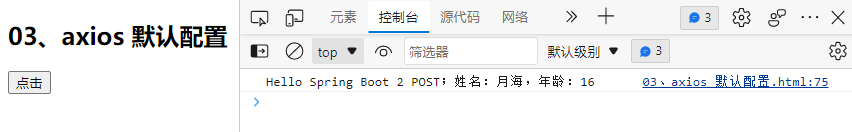 03、axios 默认配置
点击
元素 控制台 源代码 网络 3
top 筛选器 默认级别 3
Hello Spring Boot 2 POST；姓名：月海，年龄：16 03、axios 默认配置.html:75